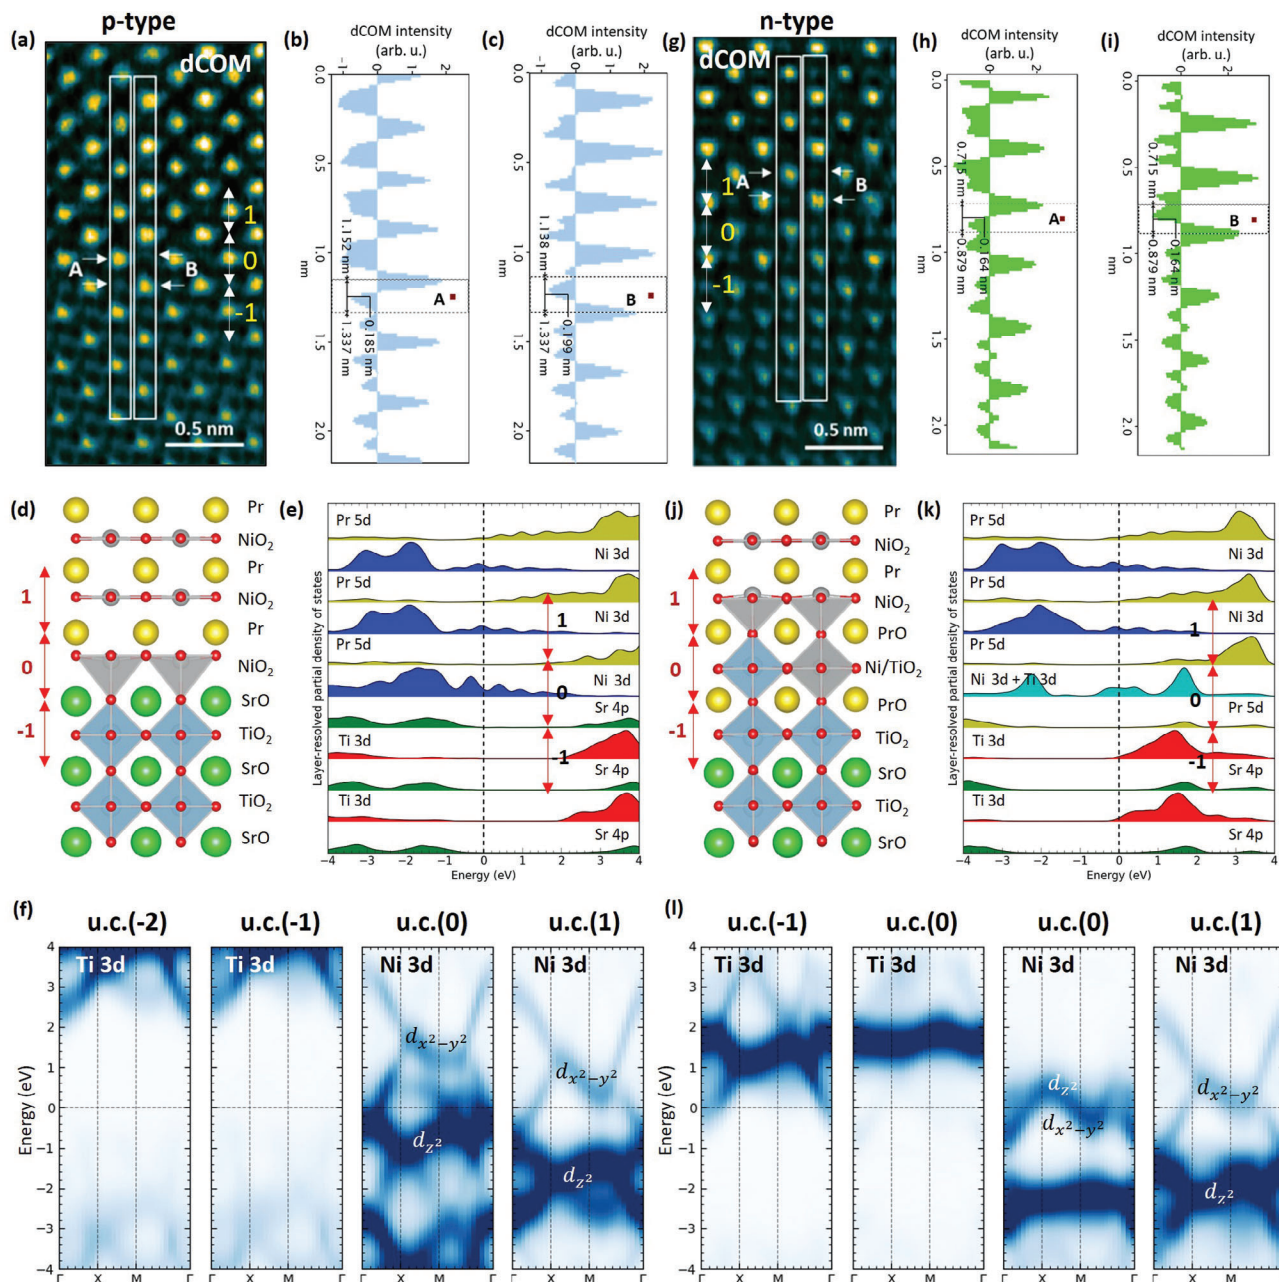 p-type
n-type
(a)
dCOM
A
B
1
0
-1
0.5 nm
(b)
dCOM intensity
(arb. u.)
-1 0 1 2
0.0
0.5
1.0
1.5
2.0
nm
1.152 nm
1.337 nm
0.185 nm
A
(c)
dCOM intensity
(arb. u.)
0 1 2
0.0
0.5
1.0
1.5
2.0
nm
1.138 nm
1.337 nm
0.199 nm
B
(g)
dCOM
A
B
1
0
-1
0.5 nm
(h)
dCOM intensity
(arb. u.)
0 2
0.0
0.5
1.0
1.5
2.0
nm
0.715 nm
0.879 nm
0.164 nm
A
(i)
dCOM intensity
(arb. u.)
0 2
0.0
0.5
1.0
1.5
2.0
nm
0.715 nm
0.879 nm
0.164 nm
B
(d)
Pr
NiO2
Pr
NiO2
Pr
NiO2
SrO
TiO2
SrO
TiO2
SrO
1
0
-1
(e)
Layer-resolved partial density of states
Pr 5d
Ni 3d
Pr 5d
Ni 3d
Pr 5d
Ni 3d
Sr 4p
Ti 3d
Sr 4p
Ti 3d
Sr 4p
1
0
-1
-4 -3 -2 -1 0 1 2 3 4
Energy (eV)
(j)
Pr
NiO2
Pr
NiO2
PrO
Ni/TiO2
PrO
TiO2
SrO
TiO2
SrO
1
0
-1
(k)
Layer-resolved partial density of states
Pr 5d
Ni 3d
Pr 5d
Ni 3d
Pr 5d
Ni 3d + Ti 3d
Pr 5d
Ti 3d
Sr 4p
Ti 3d
Sr 4p
1
0
-1
-4 -3 -2 -1 0 1 2 3 4
Energy (eV)
(f)
u.c.(-2) u.c.(-1) u.c.(0) u.c.(1)
Ti 3d Ti 3d Ni 3d Ni 3d
Energy (eV)
4
3
2
1
0
-1
-2
-3
-4
dx2−y2
dz2
dx2−y2
dz2
Γ X M Γ
Γ X M Γ
Γ X M Γ
Γ X M Γ
(l)
u.c.(-1) u.c.(0) u.c.(0) u.c.(1)
Ti 3d Ti 3d Ni 3d Ni 3d
Energy (eV)
4
3
2
1
0
-1
-2
-3
-4
dz2
dx2−y2
dx2−y2
dz2
Γ X M Γ
Γ X M Γ
Γ X M Γ
Γ X M Γ